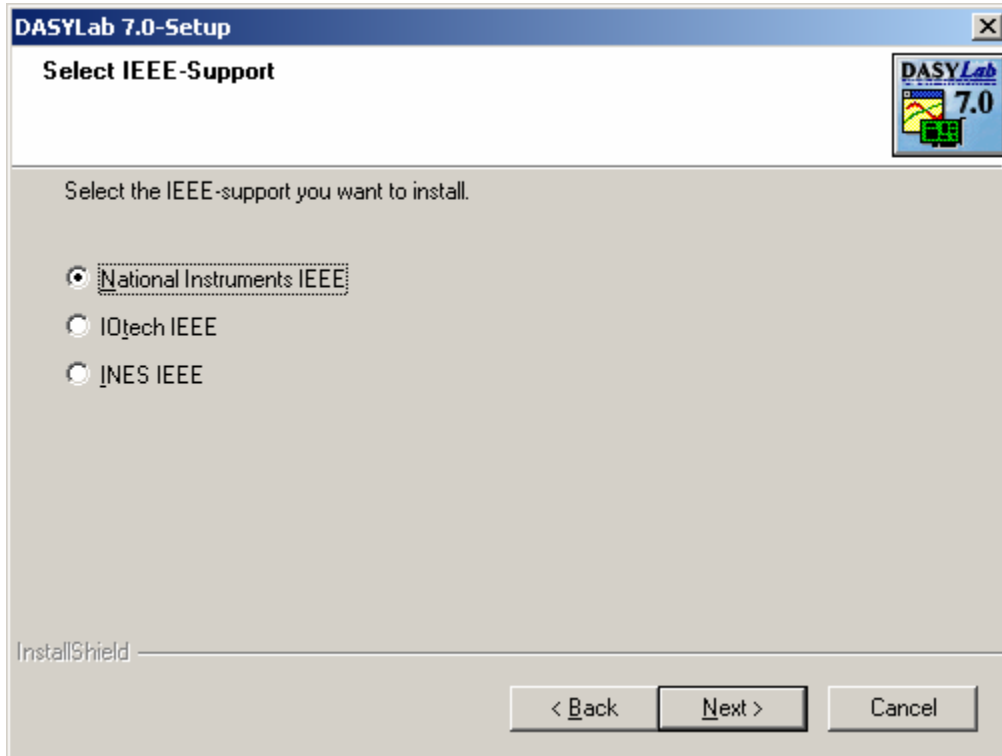 DASYLab 7.0-Setup
Select IEEE-Support
DASYLab
7.0
Select the IEEE-support you want to install.
National Instruments IEEE
IOtech IEEE
INES IEEE
InstallShield
< Back Next > Cancel